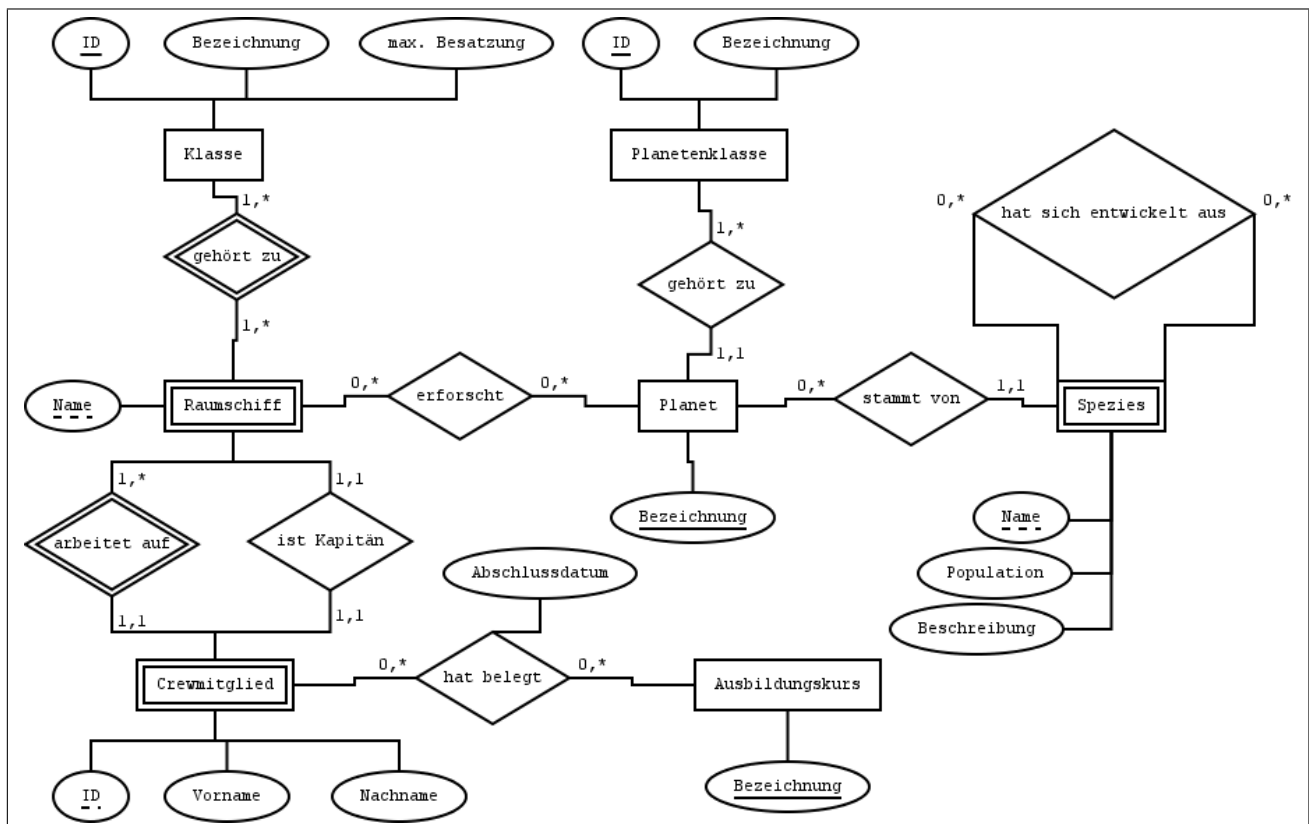 ID
Bezeichnung
max. Besatzung
ID
Bezeichnung
Klasse
Planetenklasse
1,*
1,*
0,*
hat sich entwickelt aus
0,*
gehört zu
gehört zu
1,*
1,1
Name
Raumschiff
0,*
erforscht
0,*
Planet
0,*
stammt von
1,1
Spezies
1,*
1,1
Bezeichnung
Name
arbeitet auf
ist Kapitän
Abschlussdatum
Population
1,1
1,1
Beschreibung
Crewmitglied
0,*
hat belegt
0,*
Ausbildungskurs
ID
Vorname
Nachname
Bezeichnung